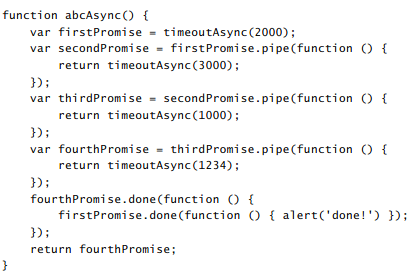 function abcAsync() {
    var firstPromise = timeoutAsync(2000);
    var secondPromise = firstPromise.pipe(function () {
        return timeoutAsync(3000);
    });
    var thirdPromise = secondPromise.pipe(function () {
        return timeoutAsync(1000);
    });
    var fourthPromise = thirdPromise.pipe(function () {
        return timeoutAsync(1234);
    });
    fourthPromise.done(function () {
        firstPromise.done(function () { alert('done!') });
    });
    return fourthPromise;
}